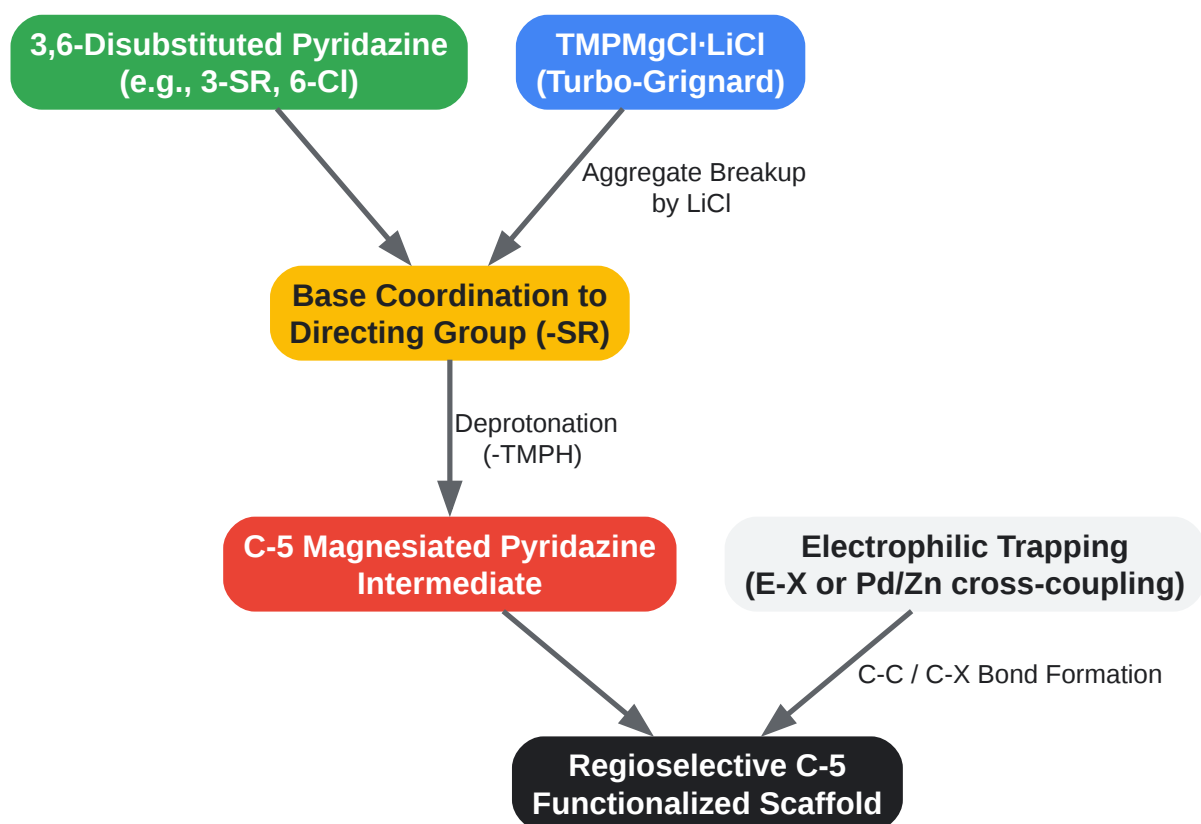 3,6-Disubstituted Pyridazine
(e.g., 3-SR, 6-Cl)
TMPMgCl·LiCl
(Turbo-Grignard)
Aggregate Breakup
by LiCl
Base Coordination to
Directing Group (-SR)
Deprotonation
(-TMPH)
C-5 Magnesiated Pyridazine
Intermediate
Electrophilic Trapping
(E-X or Pd/Zn cross-coupling)
C-C / C-X Bond Formation
Regioselective C-5
Functionalized Scaffold